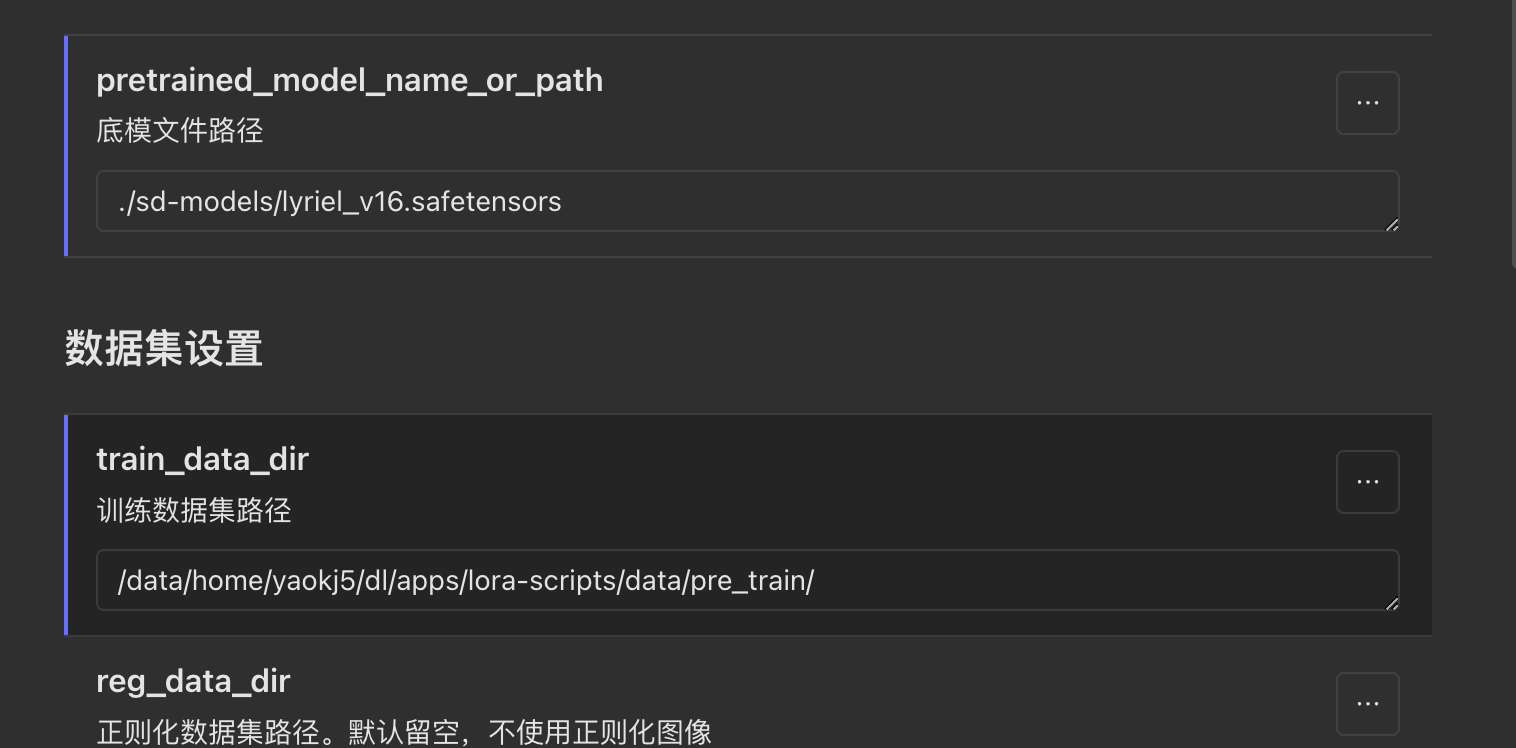 pretrained_model_name_or_path
...
底模文件路径
./sd-models/lyriel_v16.safetensors
数据集设置
train_data_dir
...
训练数据集路径
/data/home/yaokj5/dl/apps/lora-scripts/data/pre_train/
reg_data_dir
...
正则化数据集路径。默认留空，不使用正则化图像